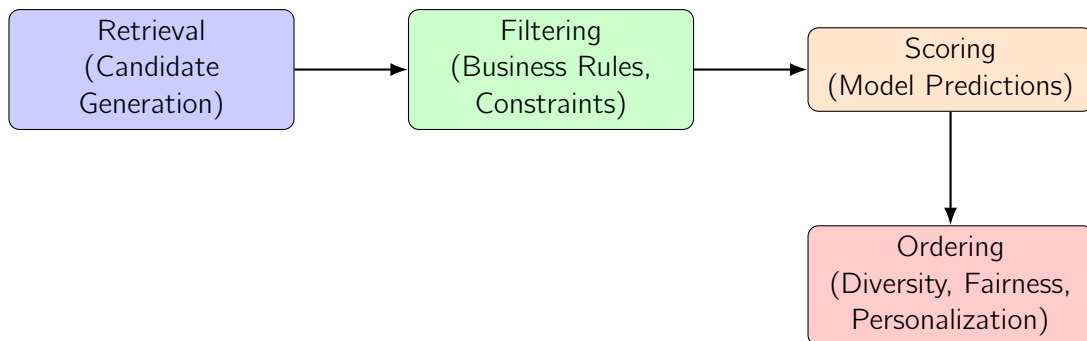 Retrieval
(Candidate
Generation)
Filtering
(Business Rules,
Constraints)
Scoring
(Model Predictions)
Ordering
(Diversity, Fairness,
Personalization)